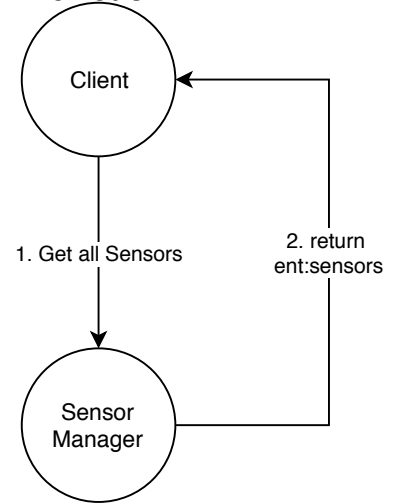 Client
1. Get all Sensors
2. return
ent:sensors
Sensor
Manager